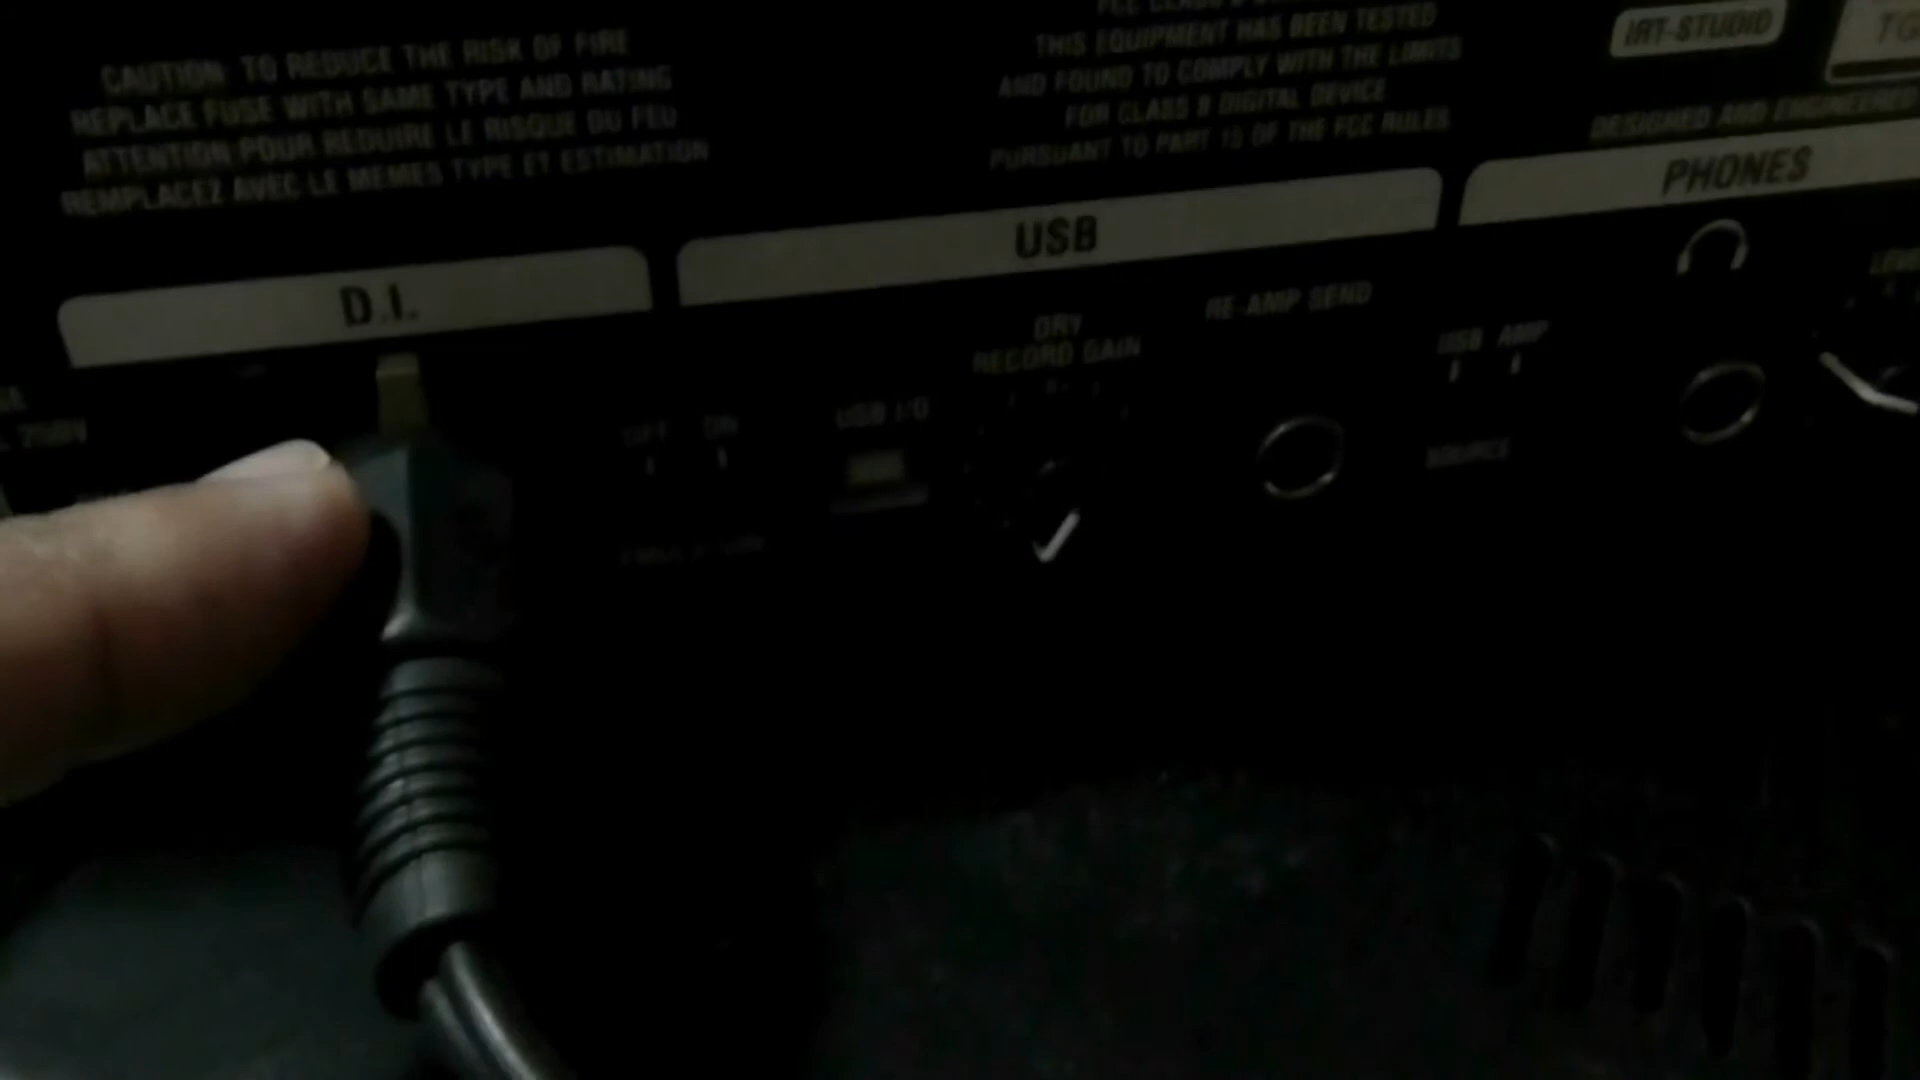 CAUTION: TO REDUCE THE RISK OF FIRE
REPLACE FUSE WITH SAME TYPE AND RATING
ATTENTION: POUR REDUIRE LE RISQUE DU FEU
REMPLACEZ AVEC LE MEMES TYPE ET ESTIMATION
FCC CLASS B
THIS EQUIPMENT HAS BEEN TESTED
AND FOUND TO COMPLY WITH THE LIMITS
FOR CLASS B DIGITAL DEVICE
PURSUANT TO PART 15 OF THE FCC RULES
IRT-STUDIO
DESIGNED AND ENGINEERED
D.I.
USB
PHONES
OFF ON
USB I/O
DRY
RECORD GAIN
RE-AMP SEND
USB AMP
SOURCE
250V